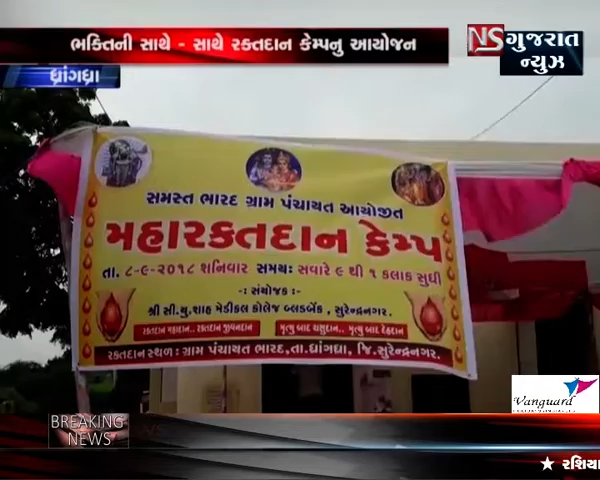 ભક્તિની સાથે - સાથે રક્તદાન કેમ્પનુ આયોજન
NS ગુજરાત ન્યુઝ
ધ્રાંગધ્રા
સમસ્ત ભારદ ગ્રામ પંચાયત આયોજીત
મહારક્તદાન કેમ્પ
તા. ૮-૯-૨૦૧૮ શનિવાર સમય: સવારે ૯ થી ૧ કલાક સુધી
-: સંયોજક :-
શ્રી સી.યુ.શાહ મેડીકલ કોલેજ બ્લડબેંક , સુરેન્દ્રનગર.
રક્તદાન મહાદાન.. રક્તદાન જીવનદાન
મૃત્યુ બાદ ચક્ષુદાન.. મૃત્યુ બાદ દેહદાન
રક્તદાન સ્થળ : ગ્રામ પંચાયત ભારદ, તા.ધ્રાંગધ્રા, જિ.સુરેન્દ્રનગર.
Vanguard
BREAKING
NEWS
★ રશિયા